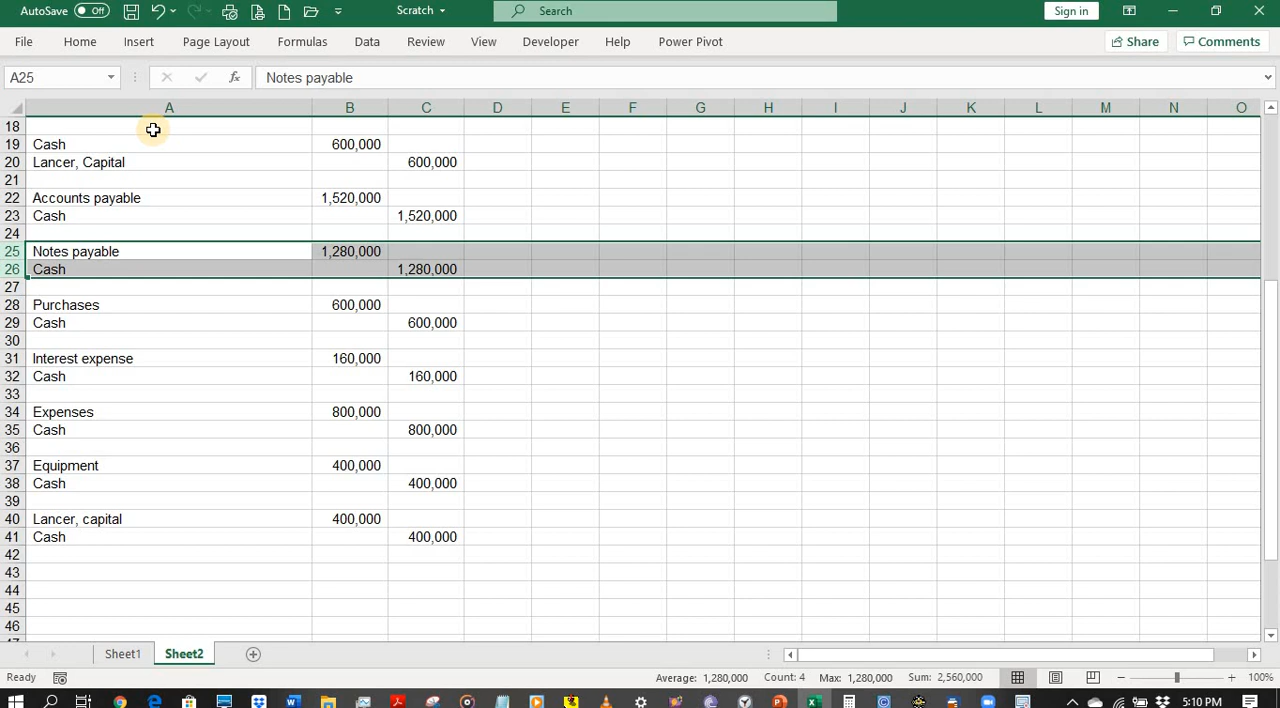 AutoSave Off Scratch Search Sign in
File Home Insert Page Layout Formulas Data Review View Developer Help Power Pivot Share Comments
A25 fx Notes payable
A B C D E F G H I J K L M N O
18
19 Cash 600,000
20 Lancer, Capital 600,000
21
22 Accounts payable 1,520,000
23 Cash 1,520,000
24
25 Notes payable 1,280,000
26 Cash 1,280,000
27
28 Purchases 600,000
29 Cash 600,000
30
31 Interest expense 160,000
32 Cash 160,000
33
34 Expenses 800,000
35 Cash 800,000
36
37 Equipment 400,000
38 Cash 400,000
39
40 Lancer, capital 400,000
41 Cash 400,000
42
43
44
45
46
Sheet1 Sheet2
Ready Average: 1,280,000 Count: 4 Max: 1,280,000 Sum: 2,560,000 100%
5:10 PM